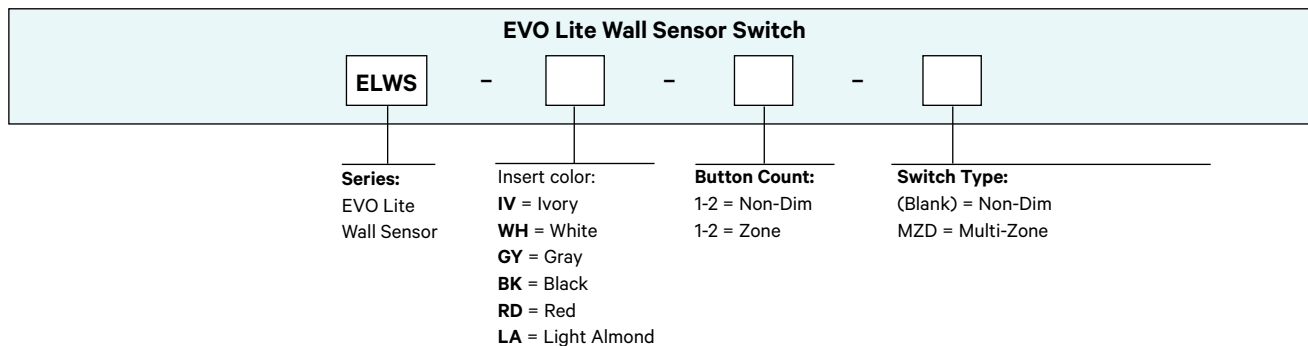 EVO Lite Wall Sensor Switch
ELWS – – –
Series:
EVO Lite
Wall Sensor
Insert color:
IV = Ivory
WH = White
GY = Gray
BK = Black
RD = Red
LA = Light Almond
Button Count:
1-2 = Non-Dim
1-2 = Zone
Switch Type:
(Blank) = Non-Dim
MZD = Multi-Zone